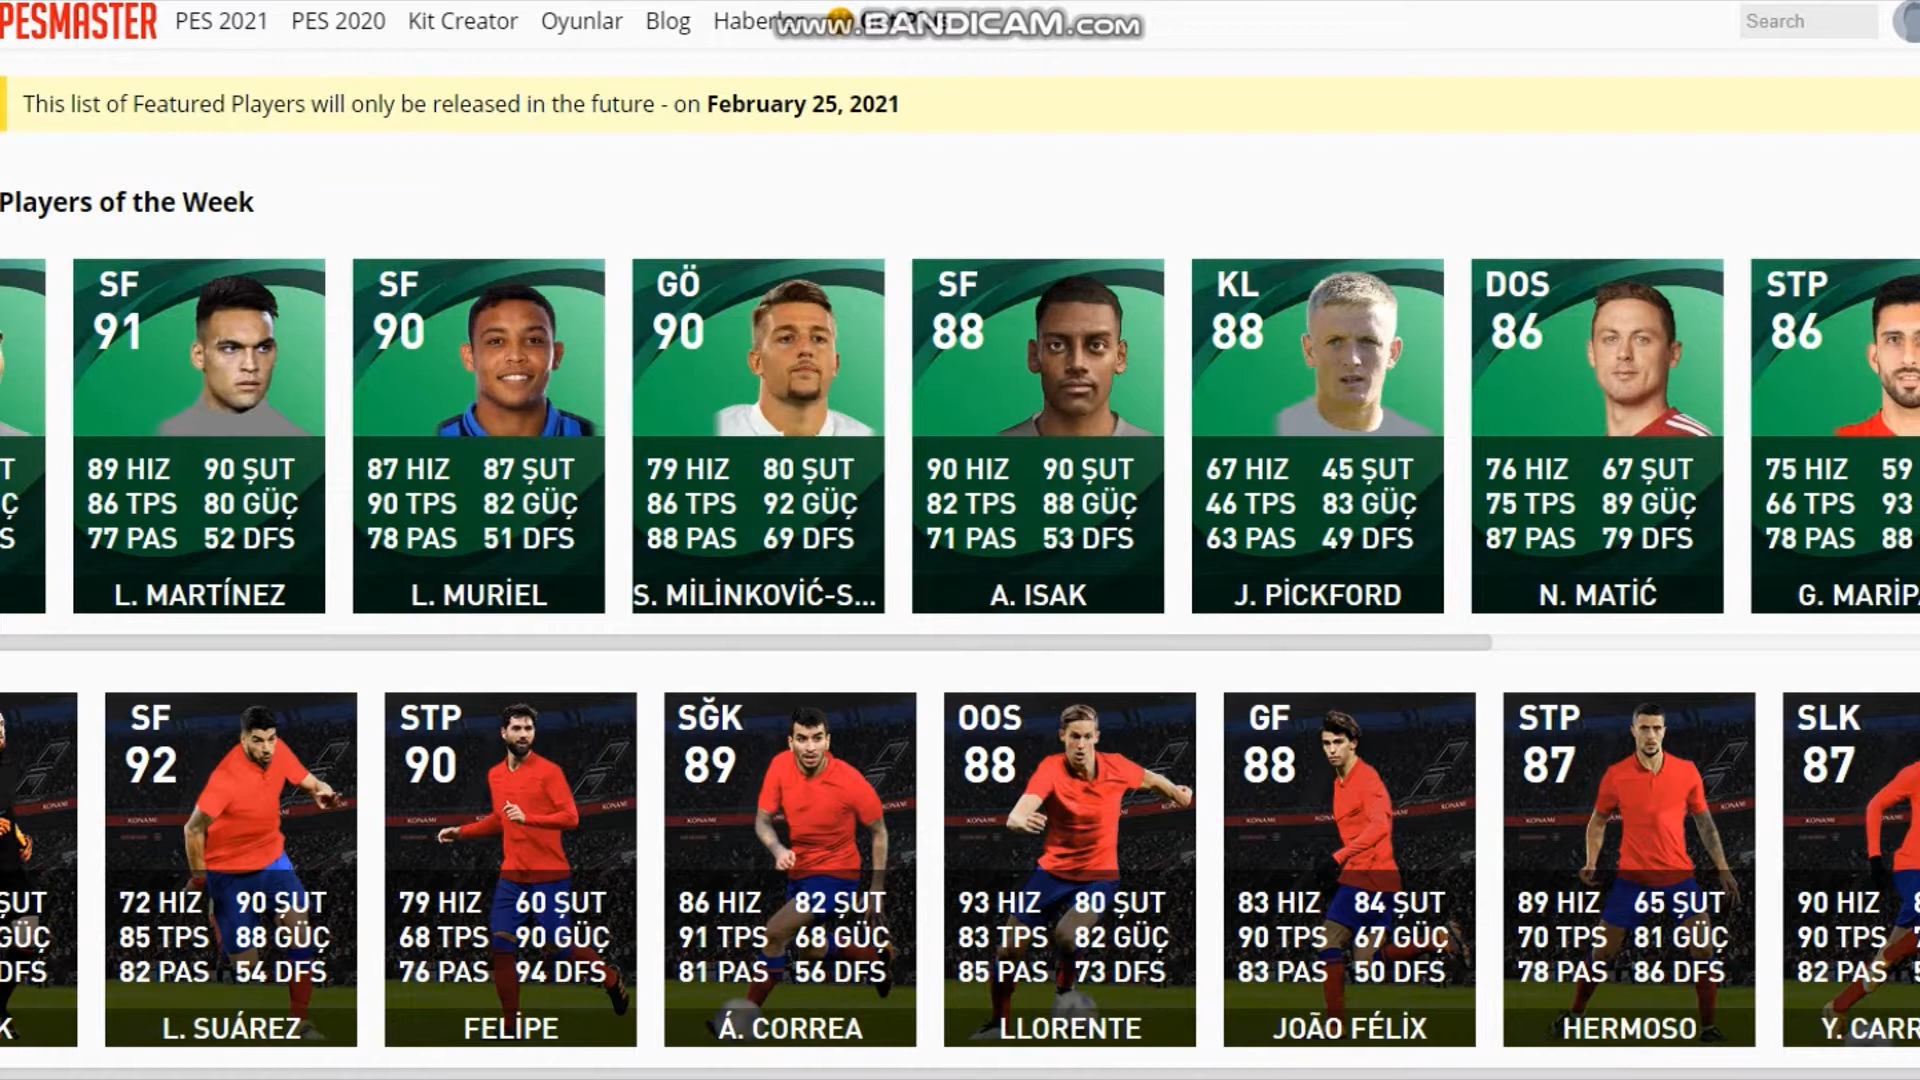 PESMASTER PES 2021 PES 2020 Kit Creator Oyunlar Blog Haberler
www.BANDICAM.com
Search
This list of Featured Players will only be released in the future - on February 25, 2021
Players of the Week
SF
91
89 HIZ 90 ŞUT
86 TPS 80 GÜÇ
77 PAS 52 DFS
L. MARTÍNEZ
SF
90
87 HIZ 87 ŞUT
90 TPS 82 GÜÇ
78 PAS 51 DFS
L. MURİEL
GÖ
90
79 HIZ 80 ŞUT
86 TPS 92 GÜÇ
88 PAS 69 DFS
S. MİLİNKOVİĆ-S...
SF
88
90 HIZ 90 ŞUT
82 TPS 88 GÜÇ
71 PAS 53 DFS
A. ISAK
KL
88
67 HIZ 45 ŞUT
46 TPS 83 GÜÇ
63 PAS 49 DFS
J. PİCKFORD
DOS
86
76 HIZ 67 ŞUT
75 TPS 89 GÜÇ
87 PAS 79 DFS
N. MATİĆ
STP
86
75 HIZ 59
66 TPS 93
78 PAS 88
G. MARİP
SF
92
72 HIZ 90 ŞUT
85 TPS 88 GÜÇ
82 PAS 54 DFS
L. SUÁREZ
STP
90
79 HIZ 60 ŞUT
68 TPS 90 GÜÇ
76 PAS 94 DFS
FELİPE
SĞK
89
86 HIZ 82 ŞUT
91 TPS 68 GÜÇ
81 PAS 56 DFS
Á. CORREA
OOS
88
93 HIZ 80 ŞUT
83 TPS 82 GÜÇ
85 PAS 73 DFS
LLORENTE
GF
88
83 HIZ 84 ŞUT
90 TPS 67 GÜÇ
83 PAS 50 DFS
JOÃO FÉLİX
STP
87
89 HIZ 65 ŞUT
70 TPS 81 GÜÇ
78 PAS 86 DFS
HERMOSO
SLK
87
90 HIZ
90 TPS
82 PAS
Y. CARR